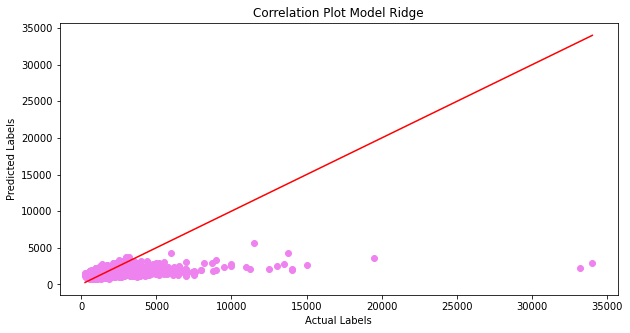 Correlation Plot Model Ridge
35000
30000
25000
20000
15000
10000
5000
0
Predicted Labels
0 5000 10000 15000 20000 25000 30000 35000
Actual Labels